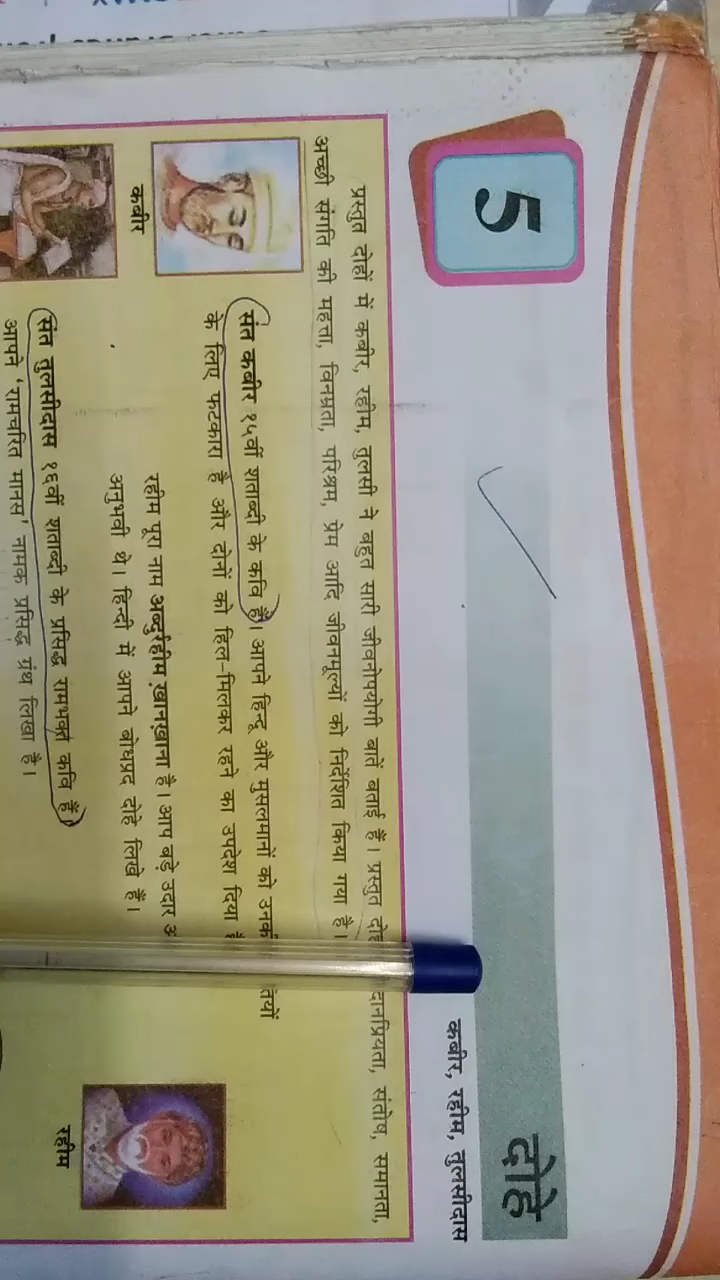 5
दोहे
कबीर, रहीम, तुलसीदास
प्रस्तुत दोहों में कबीर, रहीम, तुलसी ने बहुत सारी जीवनोपयोगी बातें बताई हैं। प्रस्तुत दानप्रियता, संतोष, समानता,
अच्छी संगति की महत्ता, विनम्रता, परिश्रम, प्रेम आदि जीवनमूल्यों को निर्देशित किया गया है।
संत कबीर १५वीं शताब्दी के कवि हैं। आपने हिन्दू और मुसलमानों को
के लिए फटकारा है और दोनों को हिल-मिलकर रहने का उपदेश दिया
कबीर
रहीम पूरा नाम अब्दुर्रहीम ख़ानख़ाना है। आप बड़े उदार
अनुभवी थे। हिन्दी में आपने बोधप्रद दोहे लिखे हैं।
रहीम
संत तुलसीदास १६वीं शताब्दी के प्रसिद्ध रामभक्त कवि हैं।
आपने 'रामचरित मानस' नामक प्रसिद्ध ग्रंथ लिखा है।